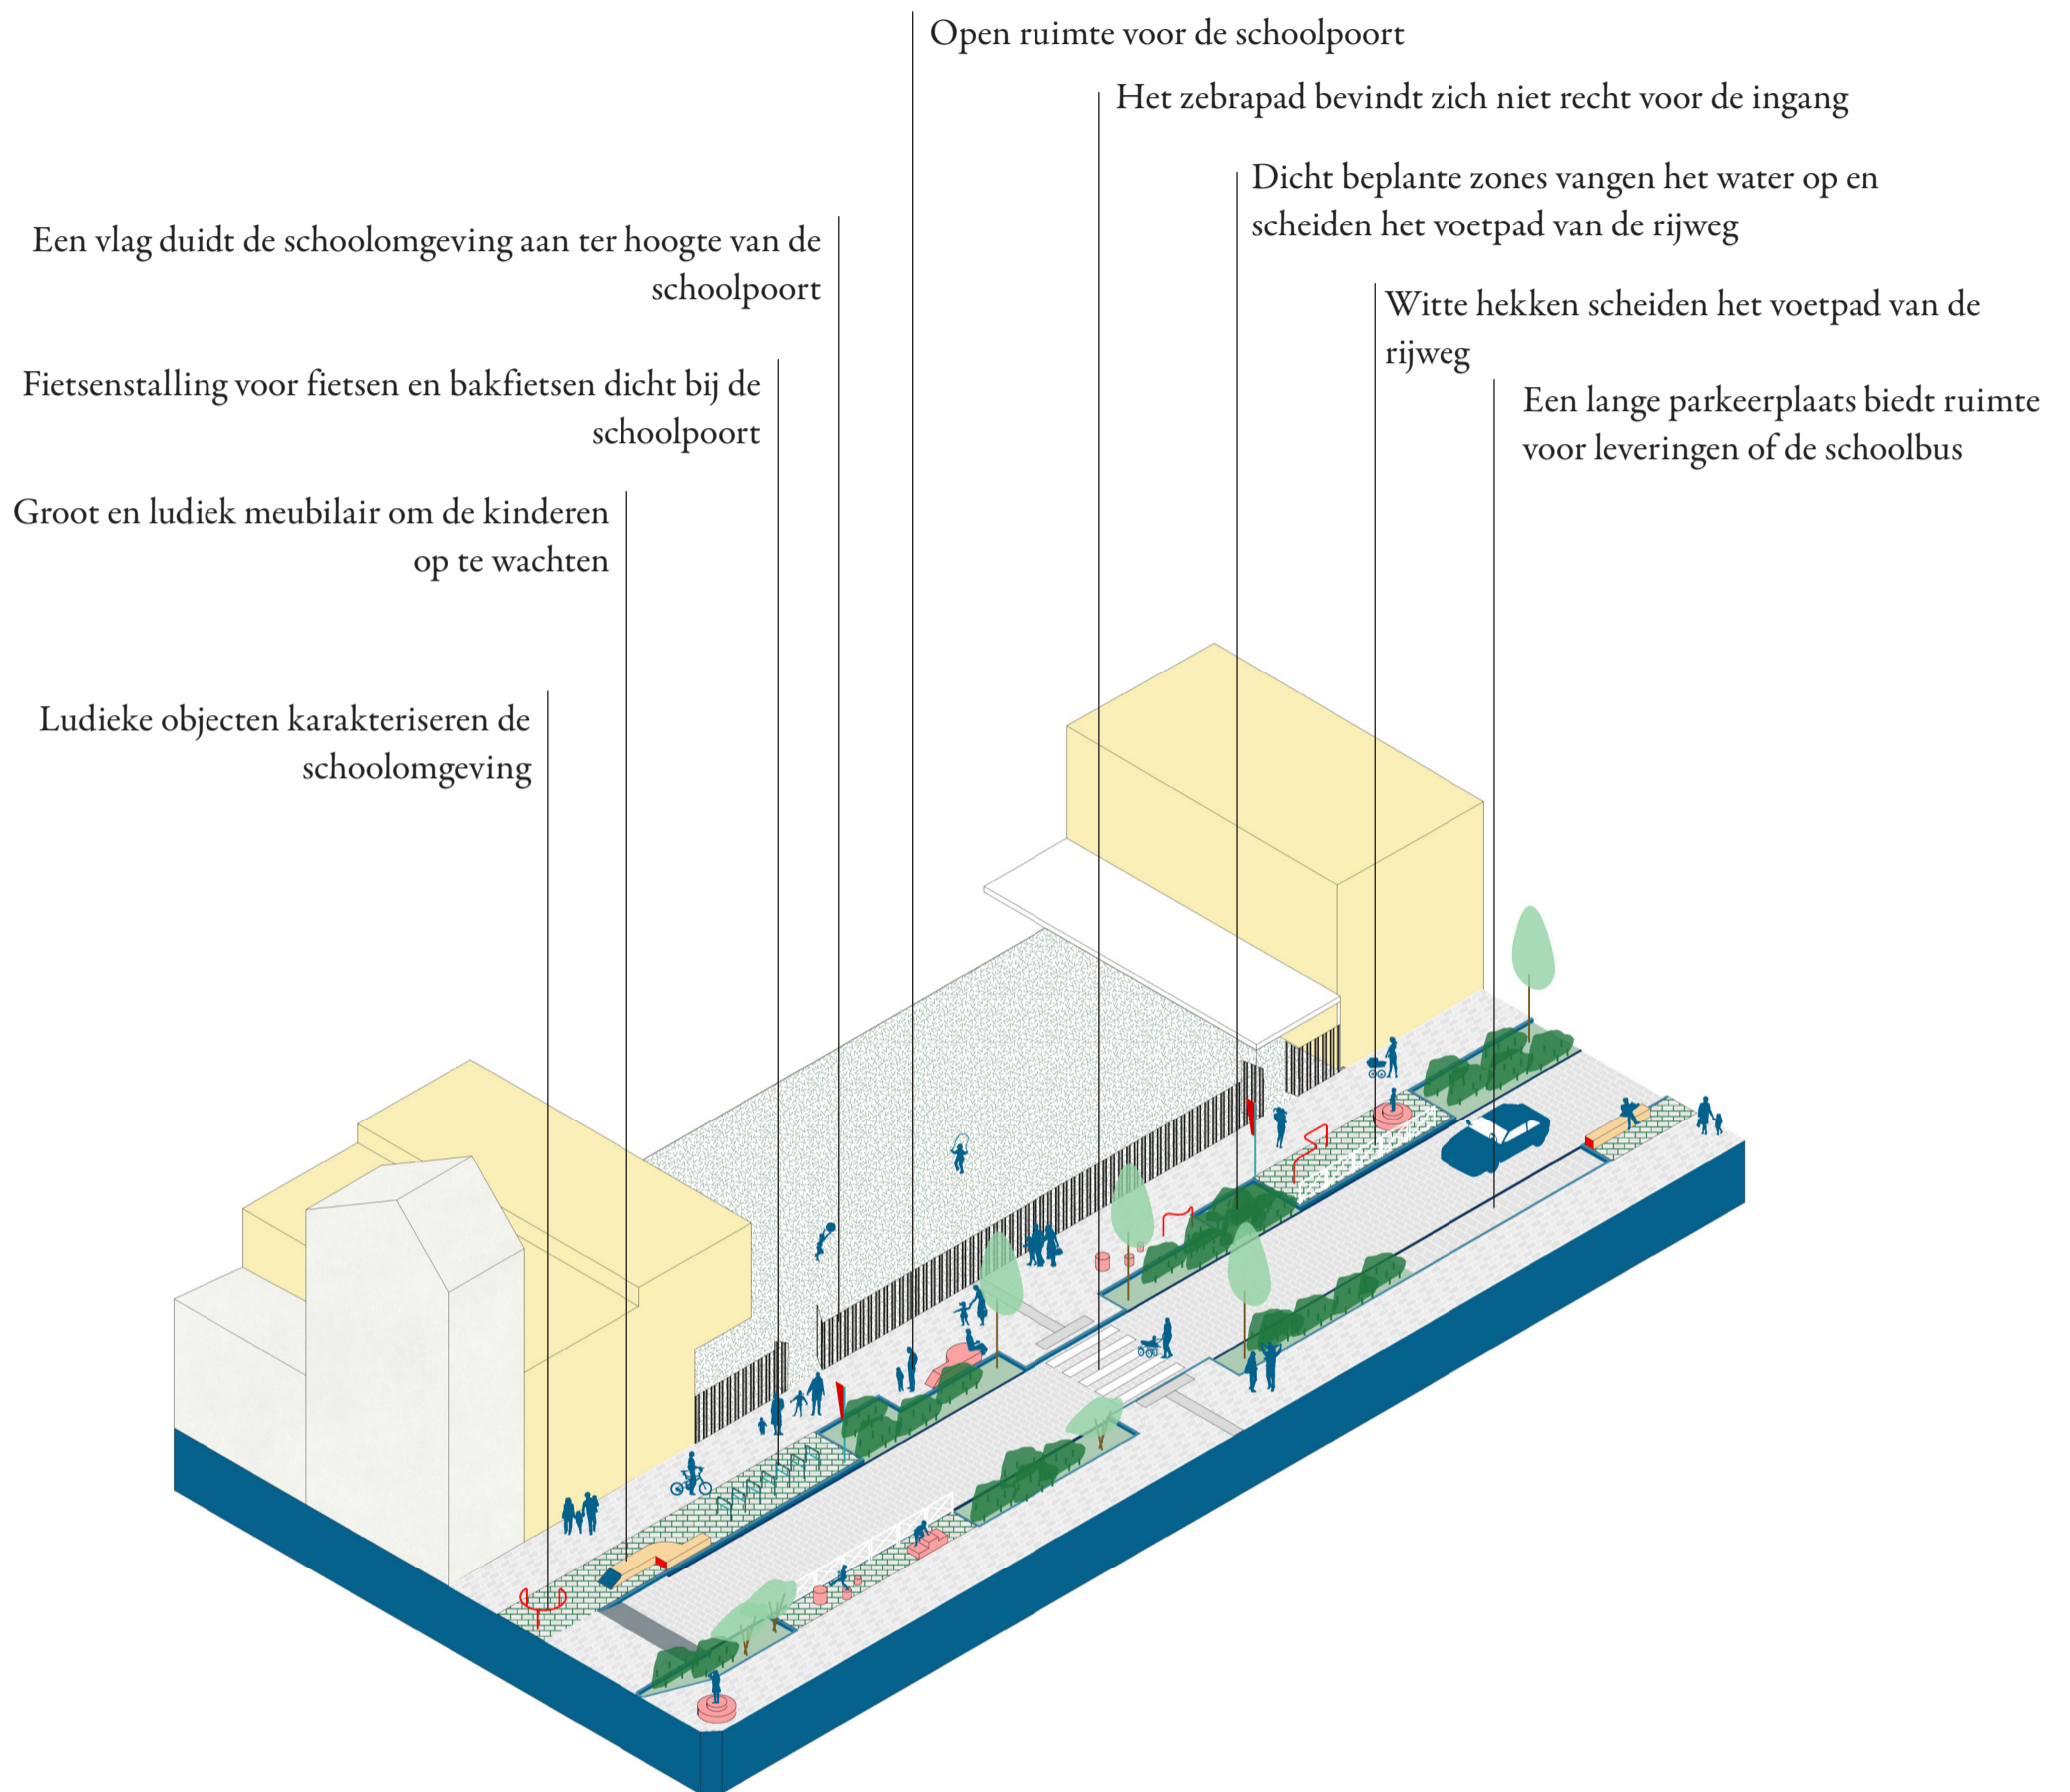 Open ruimte voor de schoolpoort
Het zebrapad bevindt zich niet recht voor de ingang
Dicht beplante zones vangen het water op en
scheiden het voetpad van de rijweg
Een vlag duidt de schoolomgeving aan ter hoogte van de
schoolpoort
Witte hekken scheiden het voetpad van de
rijweg
Fietsenstalling voor fietsen en bakfietsen dicht bij de
schoolpoort
Een lange parkeerplaats biedt ruimte
voor leveringen of de schoolbus
Groot en ludiek meubilair om de kinderen
op te wachten
Ludieke objecten karakteriseren de
schoolomgeving